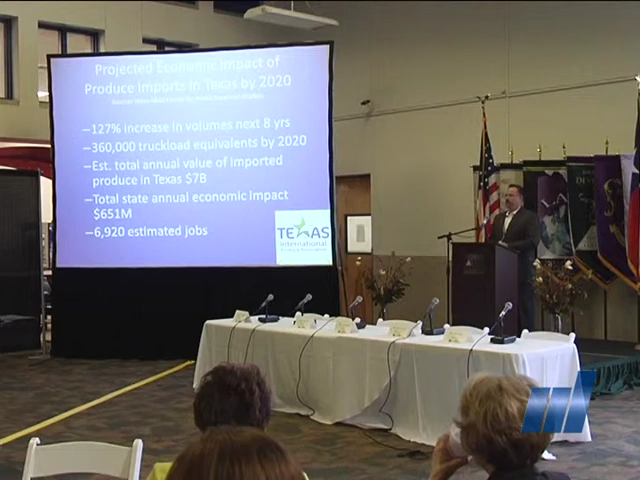 Projected Economic Impact of
Produce Imports in Texas by 2020
–127% increase in volumes next 8 yrs
–360,000 truckload equivalents by 2020
–Est. total annual value of imported
produce in Texas $7B
–Total state annual economic impact
$651M
–6,920 estimated jobs
TEXAS
International